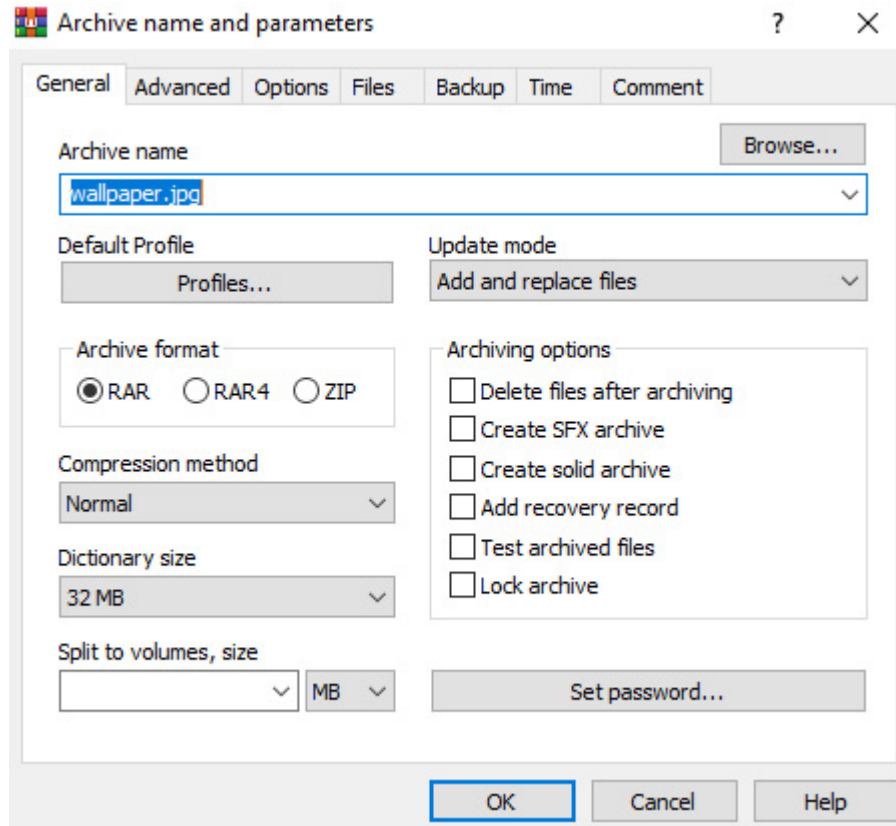 Archive name and parameters ? ×
General Advanced Options Files Backup Time Comment
Archive name
Browse...
wallpaper.jpg
Default Profile
Update mode
Profiles...
Add and replace files
Archive format
RAR RAR4 ZIP
Archiving options
Delete files after archiving
Create SFX archive
Create solid archive
Add recovery record
Test archived files
Lock archive
Compression method
Normal
Dictionary size
32 MB
Split to volumes, size
MB
Set password...
OK Cancel Help